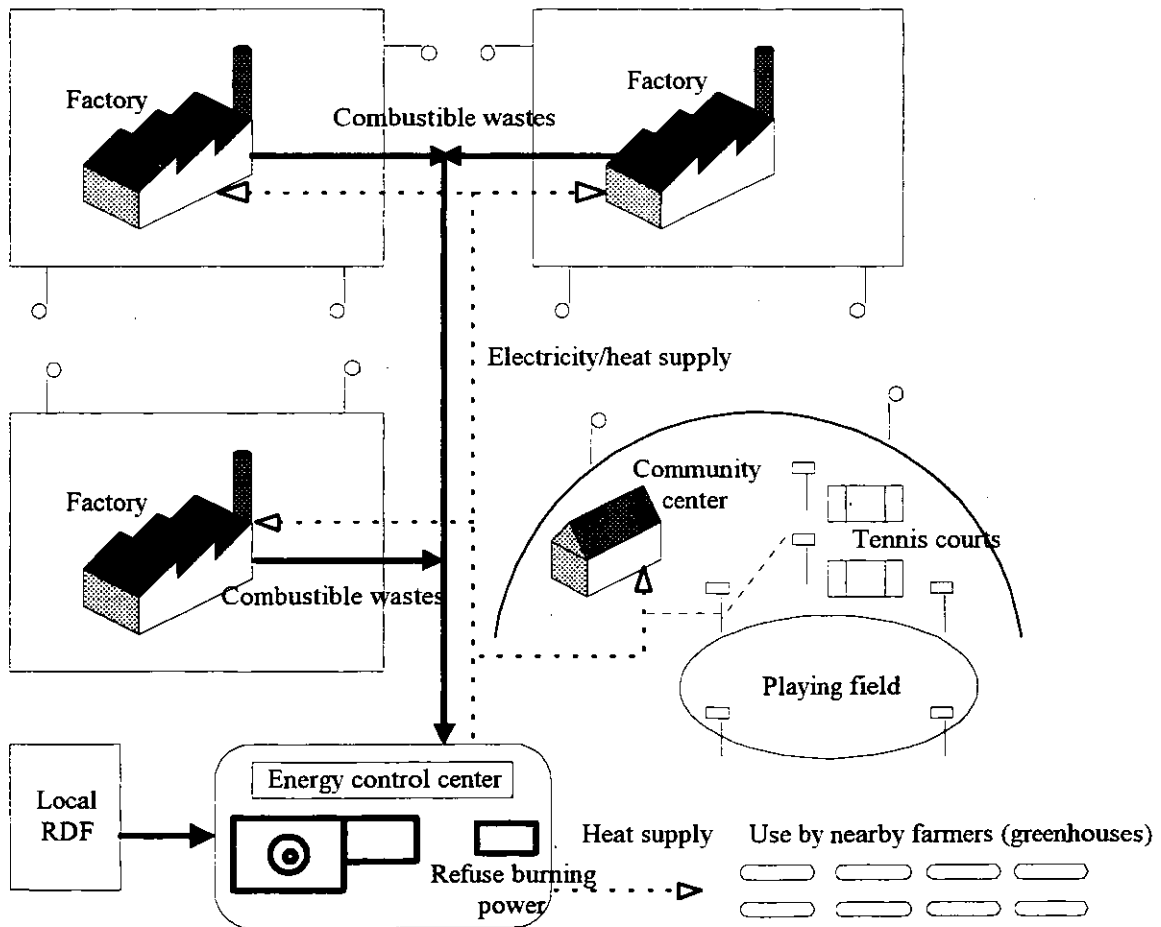 Factory
Factory
Combustible wastes
Electricity/heat supply
Factory
Community
center
Tennis courts
Combustible wastes
Playing field
Energy control center
Local
RDF
Heat supply
Use by nearby farmers (greenhouses)
Refuse burning
power